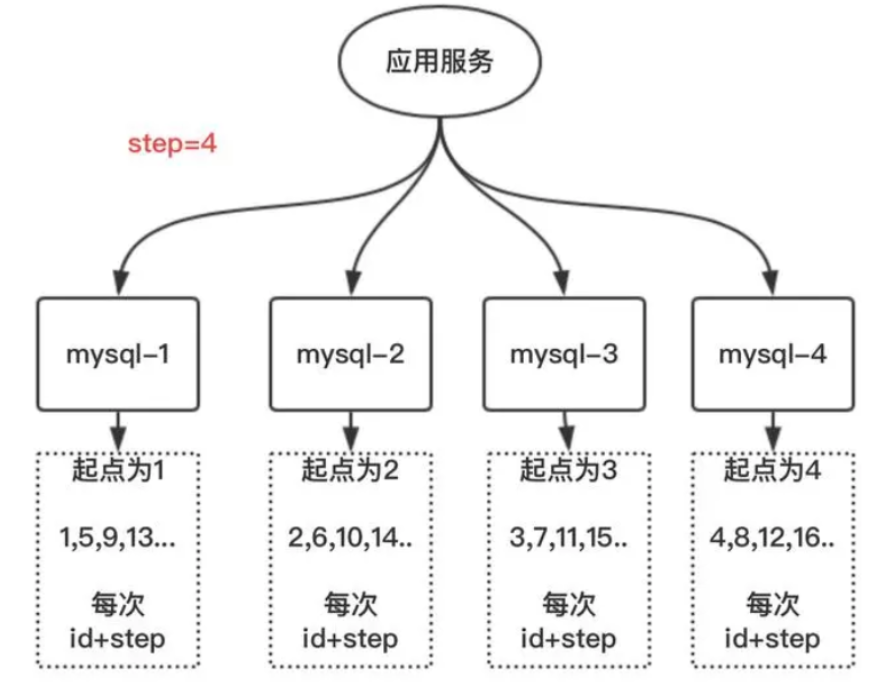 应用服务
step=4
mysql-1
mysql-2
mysql-3
mysql-4
起点为1
1,5,9,13...
每次
id+step
起点为2
2,6,10,14..
每次
id+step
起点为3
3,7,11,15..
每次
id+step
起点为4
4,8,12,16..
每次
id+step